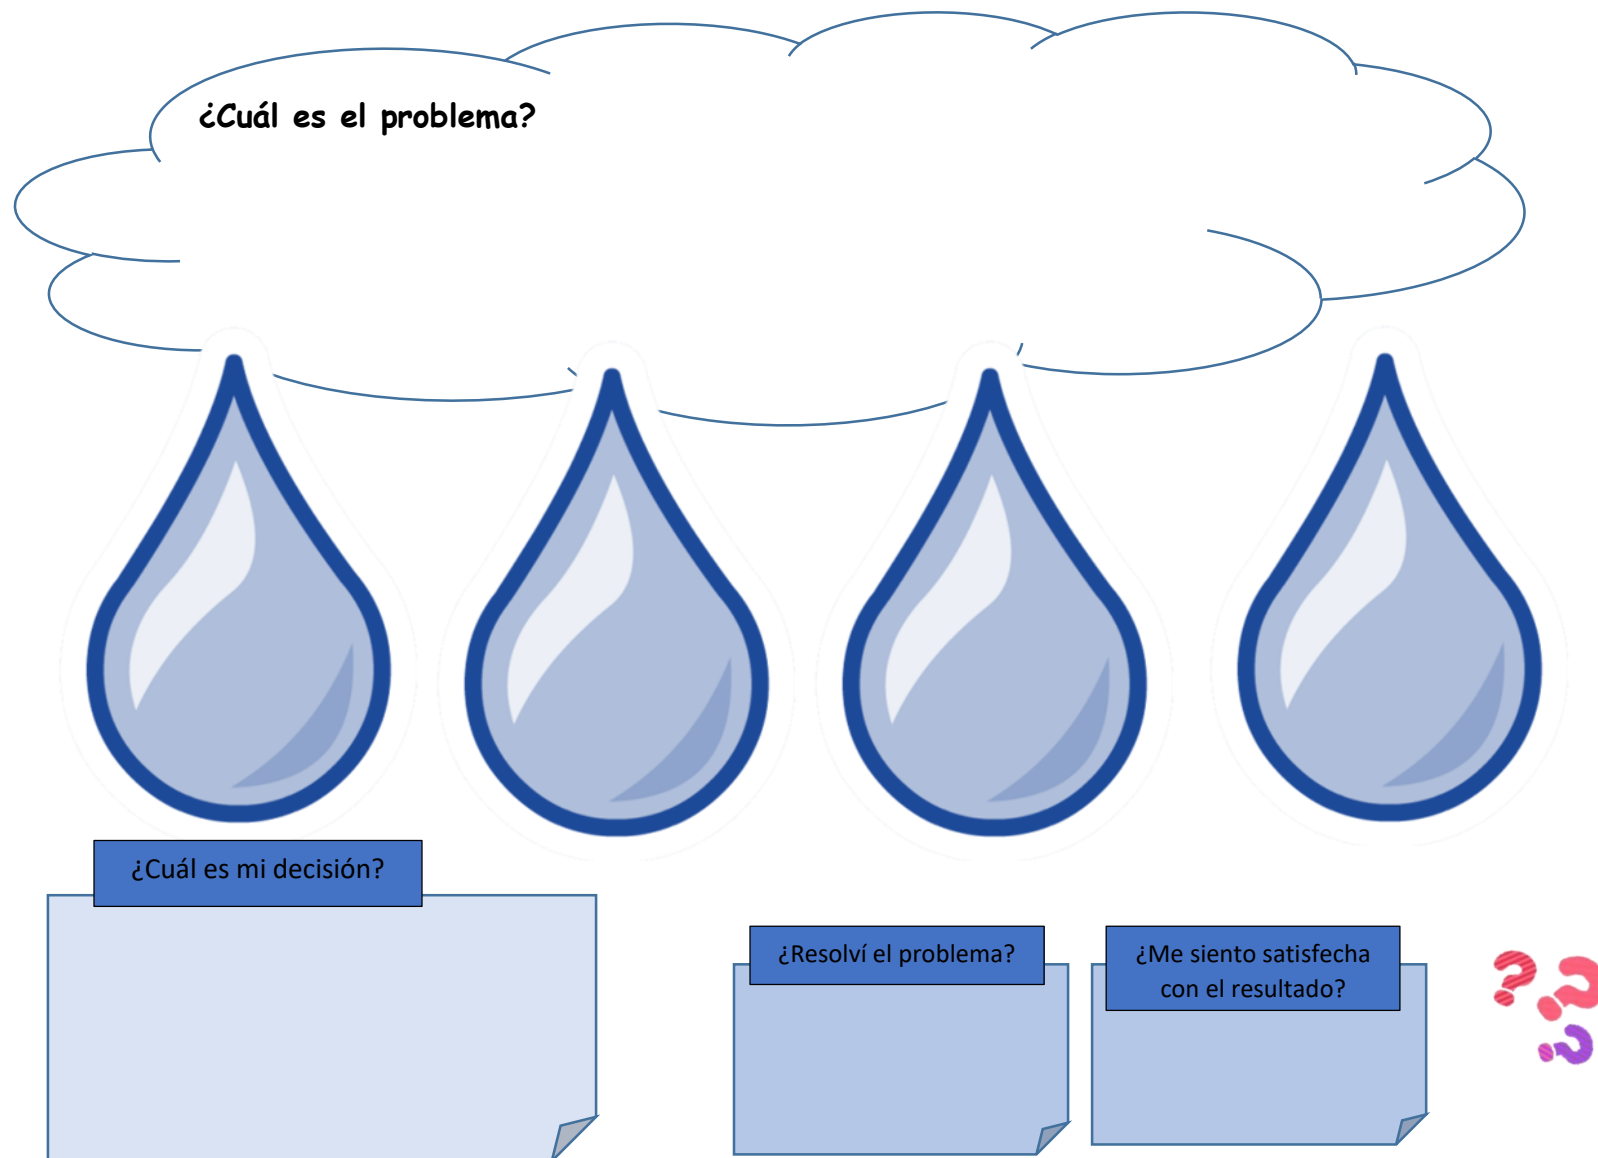 ¿Cuál es el problema?
¿Cuál es mi decisión?
¿Resolví el problema?
¿Me siento satisfecha
con el resultado?